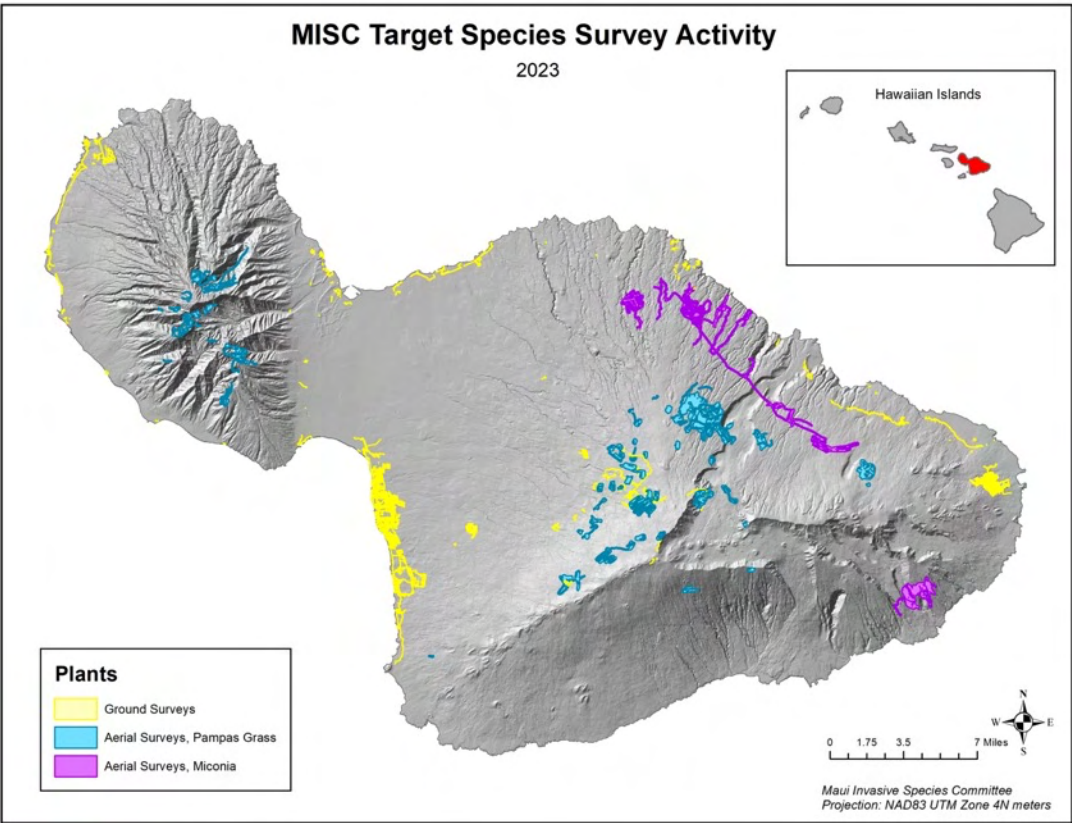 MISC Target Species Survey Activity
2023
Hawaiian Islands
Plants
Ground Surveys
Aerial Surveys, Pampas Grass
Aerial Surveys, Miconia
N
W E
S
0 1.75 3.5 7 Miles
Maui Invasive Species Committee
Projection: NAD83 UTM Zone 4N meters